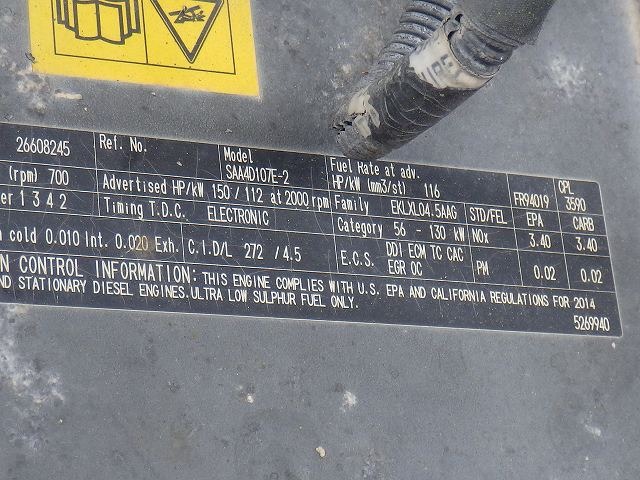 26608245 Ref. No. Model SAA4D107E-2 Fuel Rate at adv. HP/kW (mm3/st) 116 FR94019 CPL 3590
(rpm) 700 Advertised HP/kW 150 / 112 at 2000 rpm Family EKLXL04.5AAG STD/FEL EPA CARB
er 1 3 4 2 Timing T.D.C. ELECTRONIC Category 56 - 130 kW NOx 3.40 3.40
cold 0.010 Int. 0.020 Exh. C.I.D/L 272 / 4.5 E.C.S. DDI ECM TC CAC EGR OC PM 0.02 0.02
N CONTROL INFORMATION: THIS ENGINE COMPLIES WITH U.S. EPA AND CALIFORNIA REGULATIONS FOR 2014
ND STATIONARY DIESEL ENGINES. ULTRA LOW SULPHUR FUEL ONLY.
5269940